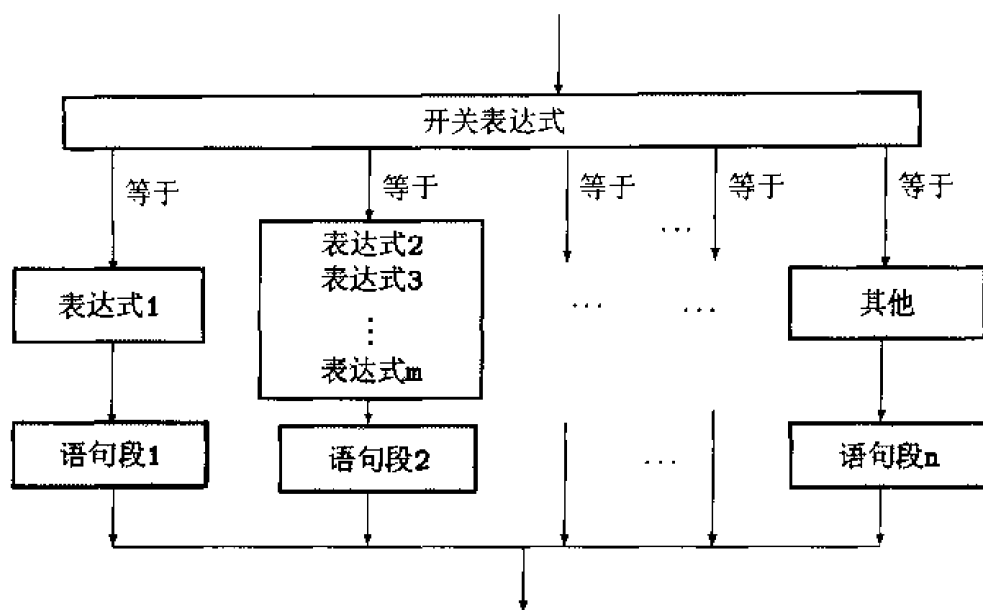 开关表达式
等于 等于 等于 等于 等于
表达式2
...
表达式3
表达式1
... ...
其他
⋮
表达式m
语句段1
语句段2
...
语句段n